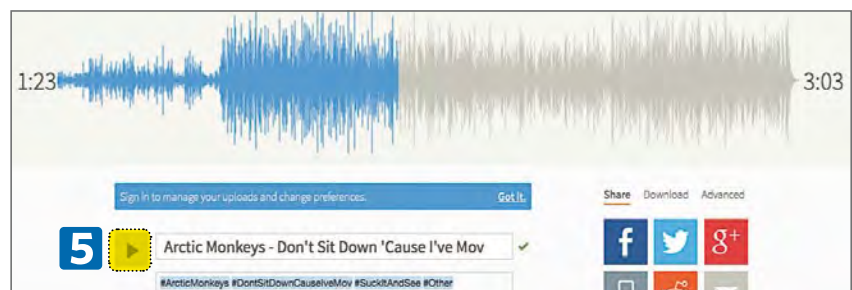 1:23
3:03
Sign in to manage your uploads and change preferences. Got it.
Share Download Advanced
5
Arctic Monkeys - Don't Sit Down 'Cause I've Mov
f
g+
#ArcticMonkeys #DontSitDownCauseIveMov #SuckItAndSee #Other